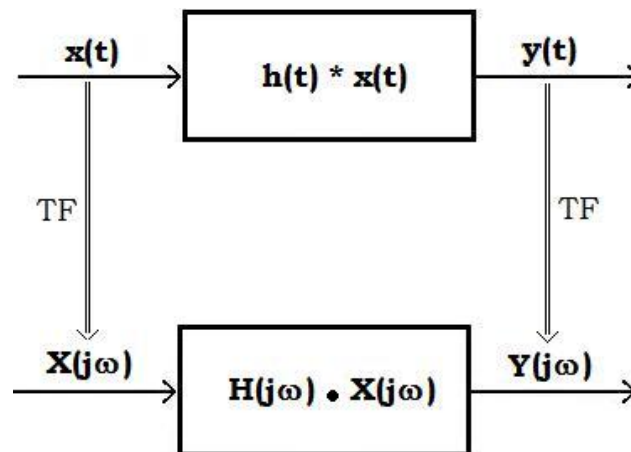 x(t)
h(t) * x(t)
y(t)
TF
TF
X(jω)
H(jω) • X(jω)
Y(jω)